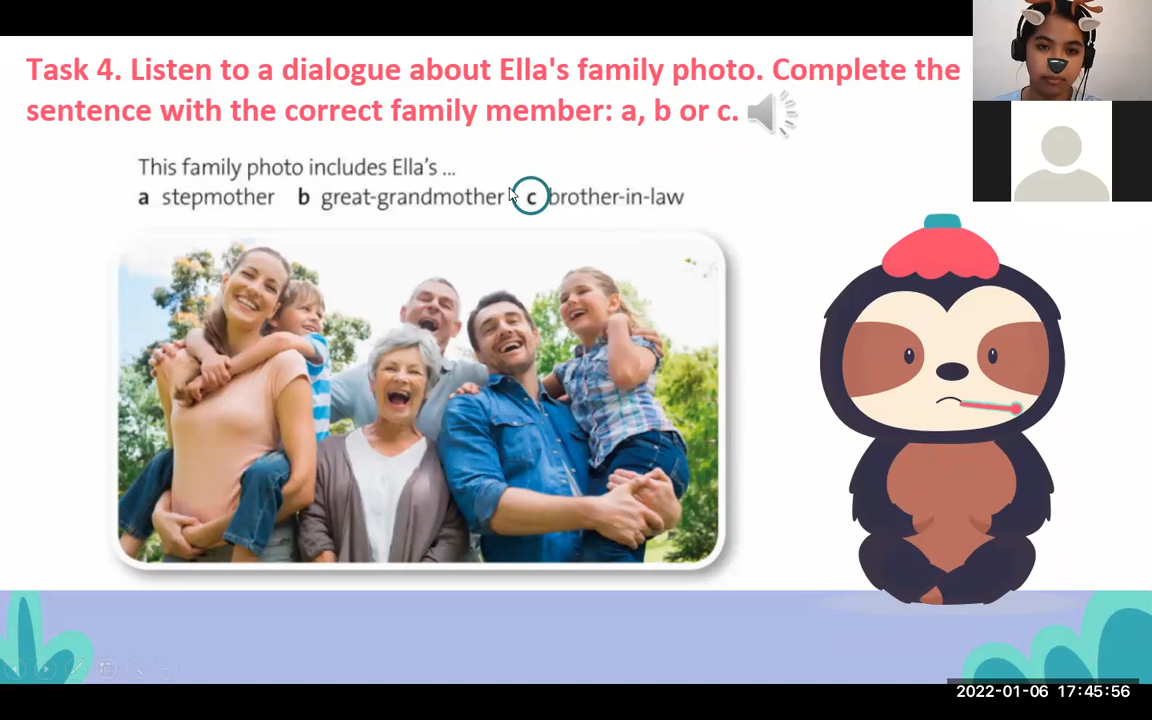 Task 4. Listen to a dialogue about Ella's family photo. Complete the
sentence with the correct family member: a, b or c.
This family photo includes Ella's ...
a stepmother b great-grandmother c brother-in-law
2022-01-06 17:45:56